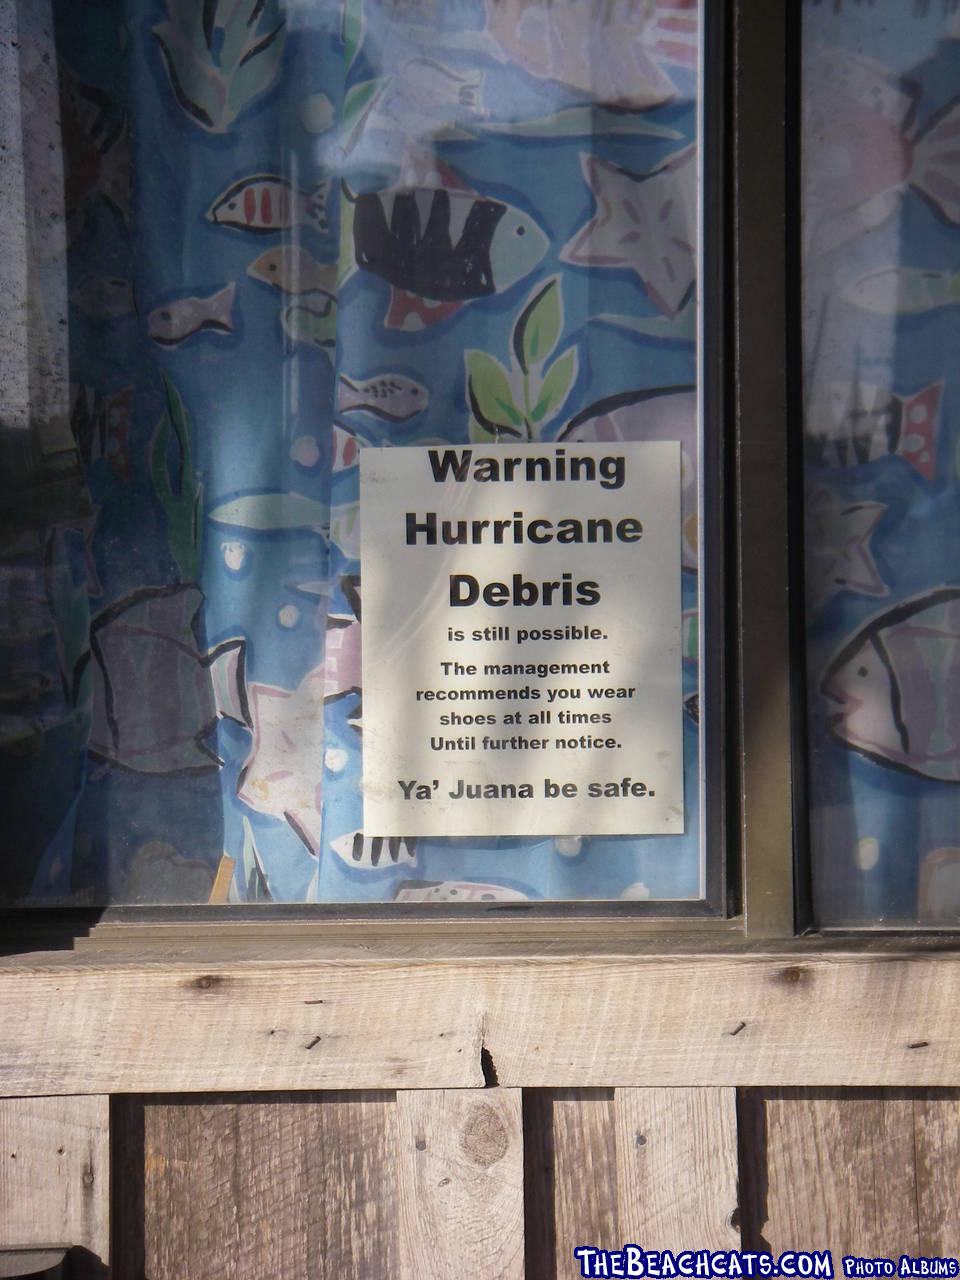 Warning
Hurricane
Debris
is still possible.
The management
recommends you wear
shoes at all times
Until further notice.
Ya' Juana be safe.
THEBEACHCATS.COM PHOTO ALBUMS